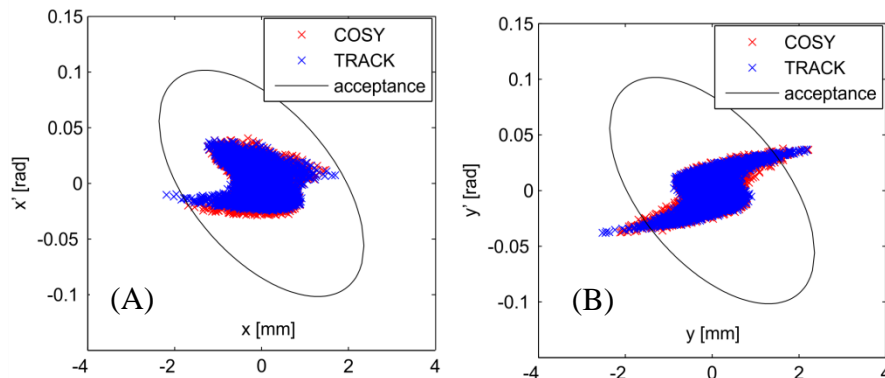 0.15
0.1
0.05
0
-0.05
-0.1
x' [rad]
COSY
TRACK
acceptance
(A)
x [mm]
-4
-2
0
2
4
0.15
0.1
0.05
0
-0.05
-0.1
y' [rad]
COSY
TRACK
acceptance
(B)
y [mm]
-4
-2
0
2
4